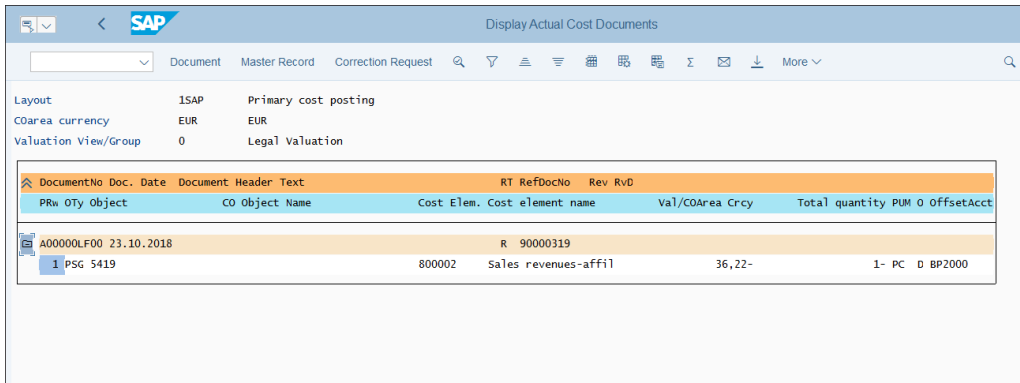 SAP Display Actual Cost Documents
Document Master Record Correction Request More
Layout 1SAP Primary cost posting
COarea currency EUR EUR
Valuation View/Group 0 Legal Valuation
DocumentNo Doc. Date Document Header Text RT RefDocNo Rev RvD
PRw OTy Object CO Object Name Cost Elem. Cost element name Val/COArea Crcy Total quantity PUM O OffsetAcct
A00000LF00 23.10.2018 R 90000319
1 PSG 5419 800002 Sales revenues-affil 36,22- 1- PC D BP2000